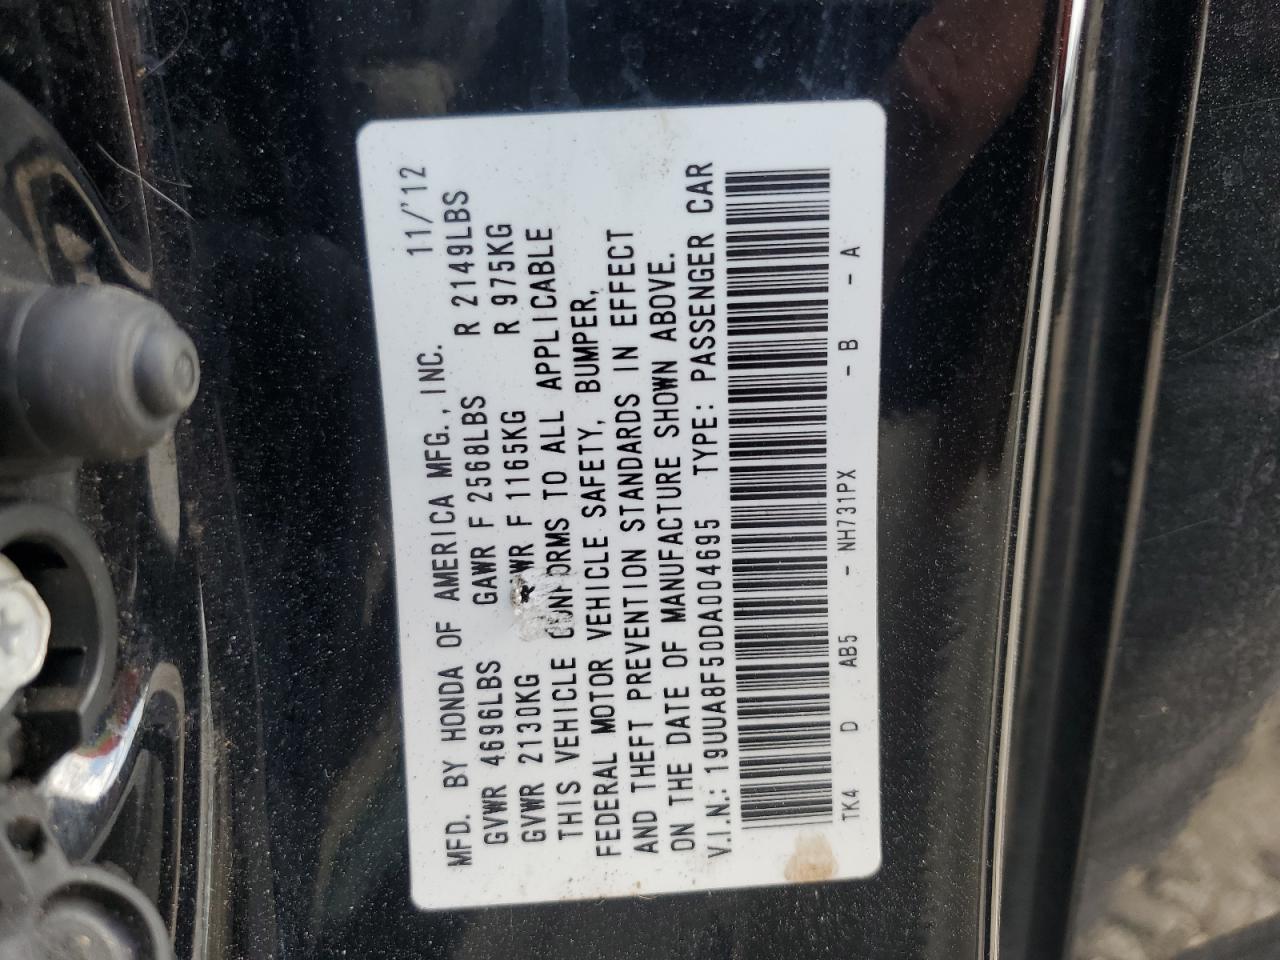 MFD. BY HONDA OF AMERICA MFG., INC. 11/'12
GVWR 4696LBS GAWR F 2568LBS R 2149LBS
GVWR 2130KG WR F 1165KG R 975KG
THIS VEHICLE CONFORMS TO ALL APPLICABLE
FEDERAL MOTOR VEHICLE SAFETY, BUMPER,
AND THEFT PREVENTION STANDARDS IN EFFECT
ON THE DATE OF MANUFACTURE SHOWN ABOVE.
V.I.N.: 19UUA8F50DA004695 TYPE: PASSENGER CAR
TK4 D AB5 - NH731PX - B - A